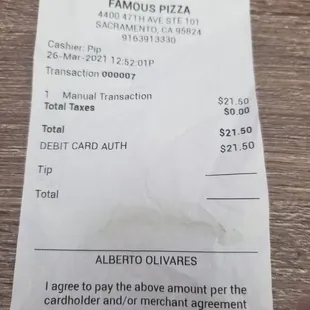 FAMOUS PIZZA
4400 47TH AVE STE 101
SACRAMENTO, CA 95824
9163913330
Cashier: Pip
26-Mar-2021 12:52:01P
Transaction 000007
1 Manual Transaction $21.50
Total Taxes $0.00
Total $21.50
DEBIT CARD AUTH $21.50
Tip
Total
ALBERTO OLIVARES
I agree to pay the above amount per the
cardholder and/or merchant agreement